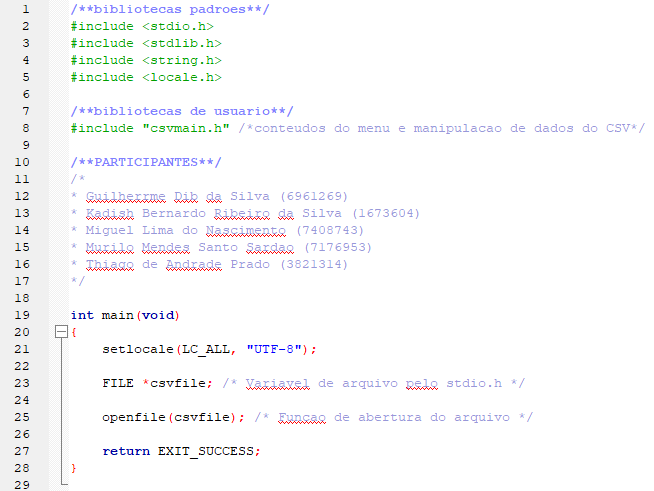 1 /**bibliotecas padroes**/
2 #include <stdio.h>
3 #include <stdlib.h>
4 #include <string.h>
5 #include <locale.h>
6
7 /**bibliotecas de usuario**/
8 #include "csvmain.h" /*conteudos do menu e manipulacao de dados do CSV*/
9
10 /**PARTICIPANTES**/
11 /*
12 * Guilherrme Dib da Silva (6961269)
13 * Kadish Bernardo Ribeiro da Silva (1673604)
14 * Miguel Lima do Nascimento (7408743)
15 * Murilo Mendes Santo Sardao (7176953)
16 * Thiago de Andrade Prado (3821314)
17 */
18
19 int main(void)
20 {
21 setlocale(LC_ALL, "UTF-8");
22
23 FILE *csvfile; /* Variavel de arquivo pelo stdio.h */
24
25 openfile(csvfile); /* Funcao de abertura do arquivo */
26
27 return EXIT_SUCCESS;
28 }
29